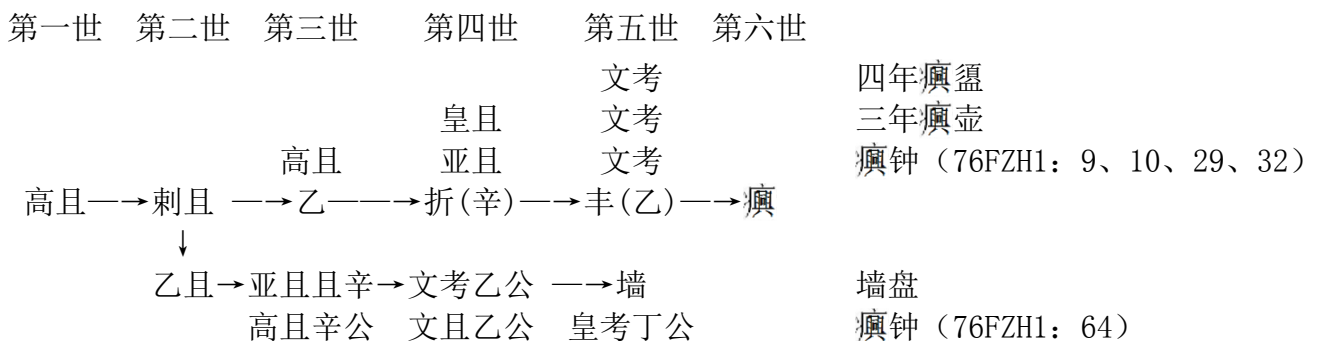 第一世 第二世 第三世 第四世 第五世 第六世
文考 四年𤼈盨
皇且 文考 三年𤼈壶
高且 亚且 文考 𤼈钟（76FZH1：9、10、29、32）
高且—→剌且 —→乙——→折(辛)—→丰(乙)—→𤼈
↓
乙且→亚且且辛→文考乙公 —→墙 墙盘
高且辛公 文且乙公 皇考丁公 𤼈钟（76FZH1：64）